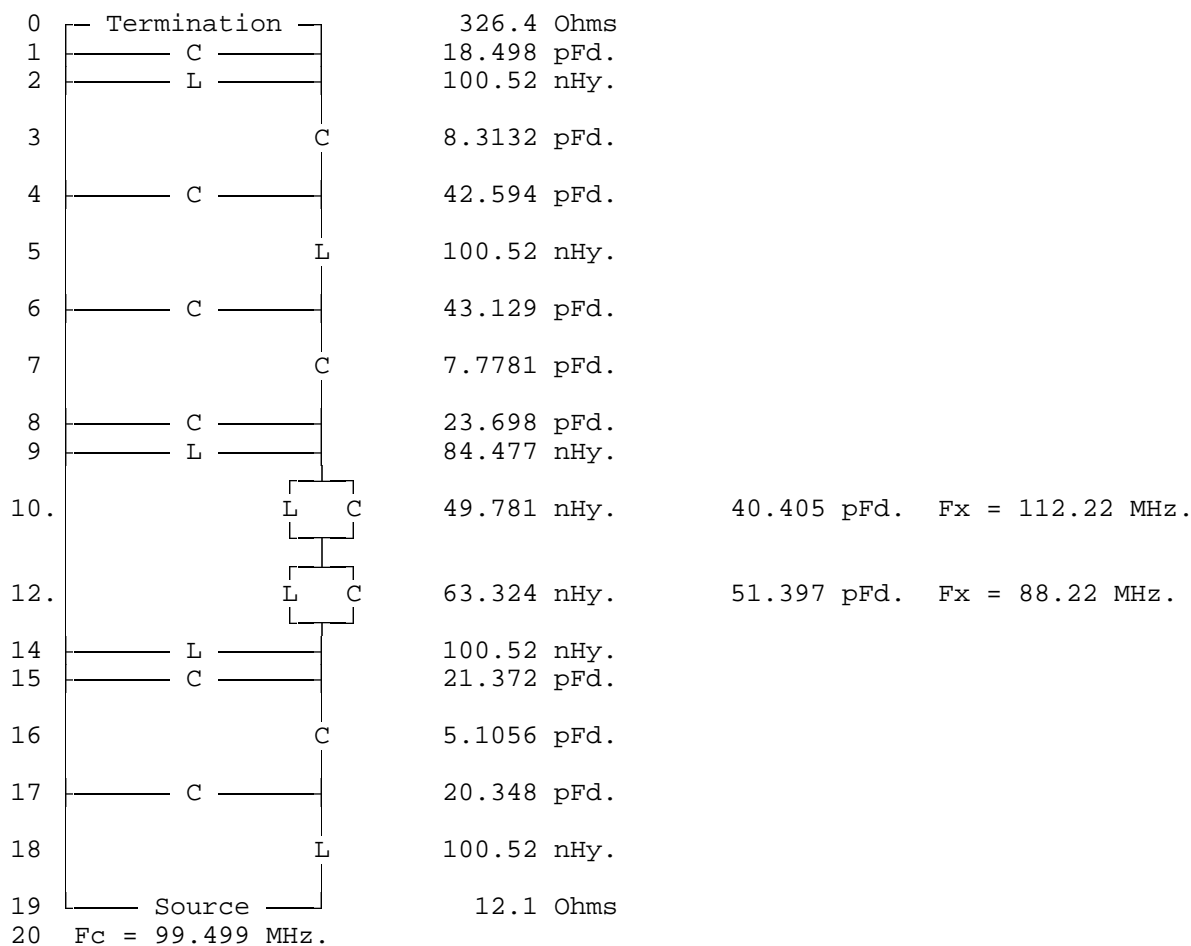 0 Termination 326.4 Ohms
1 C 18.498 pFd.
2 L 100.52 nHy.
3 C 8.3132 pFd.
4 C 42.594 pFd.
5 L 100.52 nHy.
6 C 43.129 pFd.
7 C 7.7781 pFd.
8 C 23.698 pFd.
9 L 84.477 nHy.
10. L C 49.781 nHy. 40.405 pFd. Fx = 112.22 MHz.
12. L C 63.324 nHy. 51.397 pFd. Fx = 88.22 MHz.
14 L 100.52 nHy.
15 C 21.372 pFd.
16 C 5.1056 pFd.
17 C 20.348 pFd.
18 L 100.52 nHy.
19 Source 12.1 Ohms
20 Fc = 99.499 MHz.